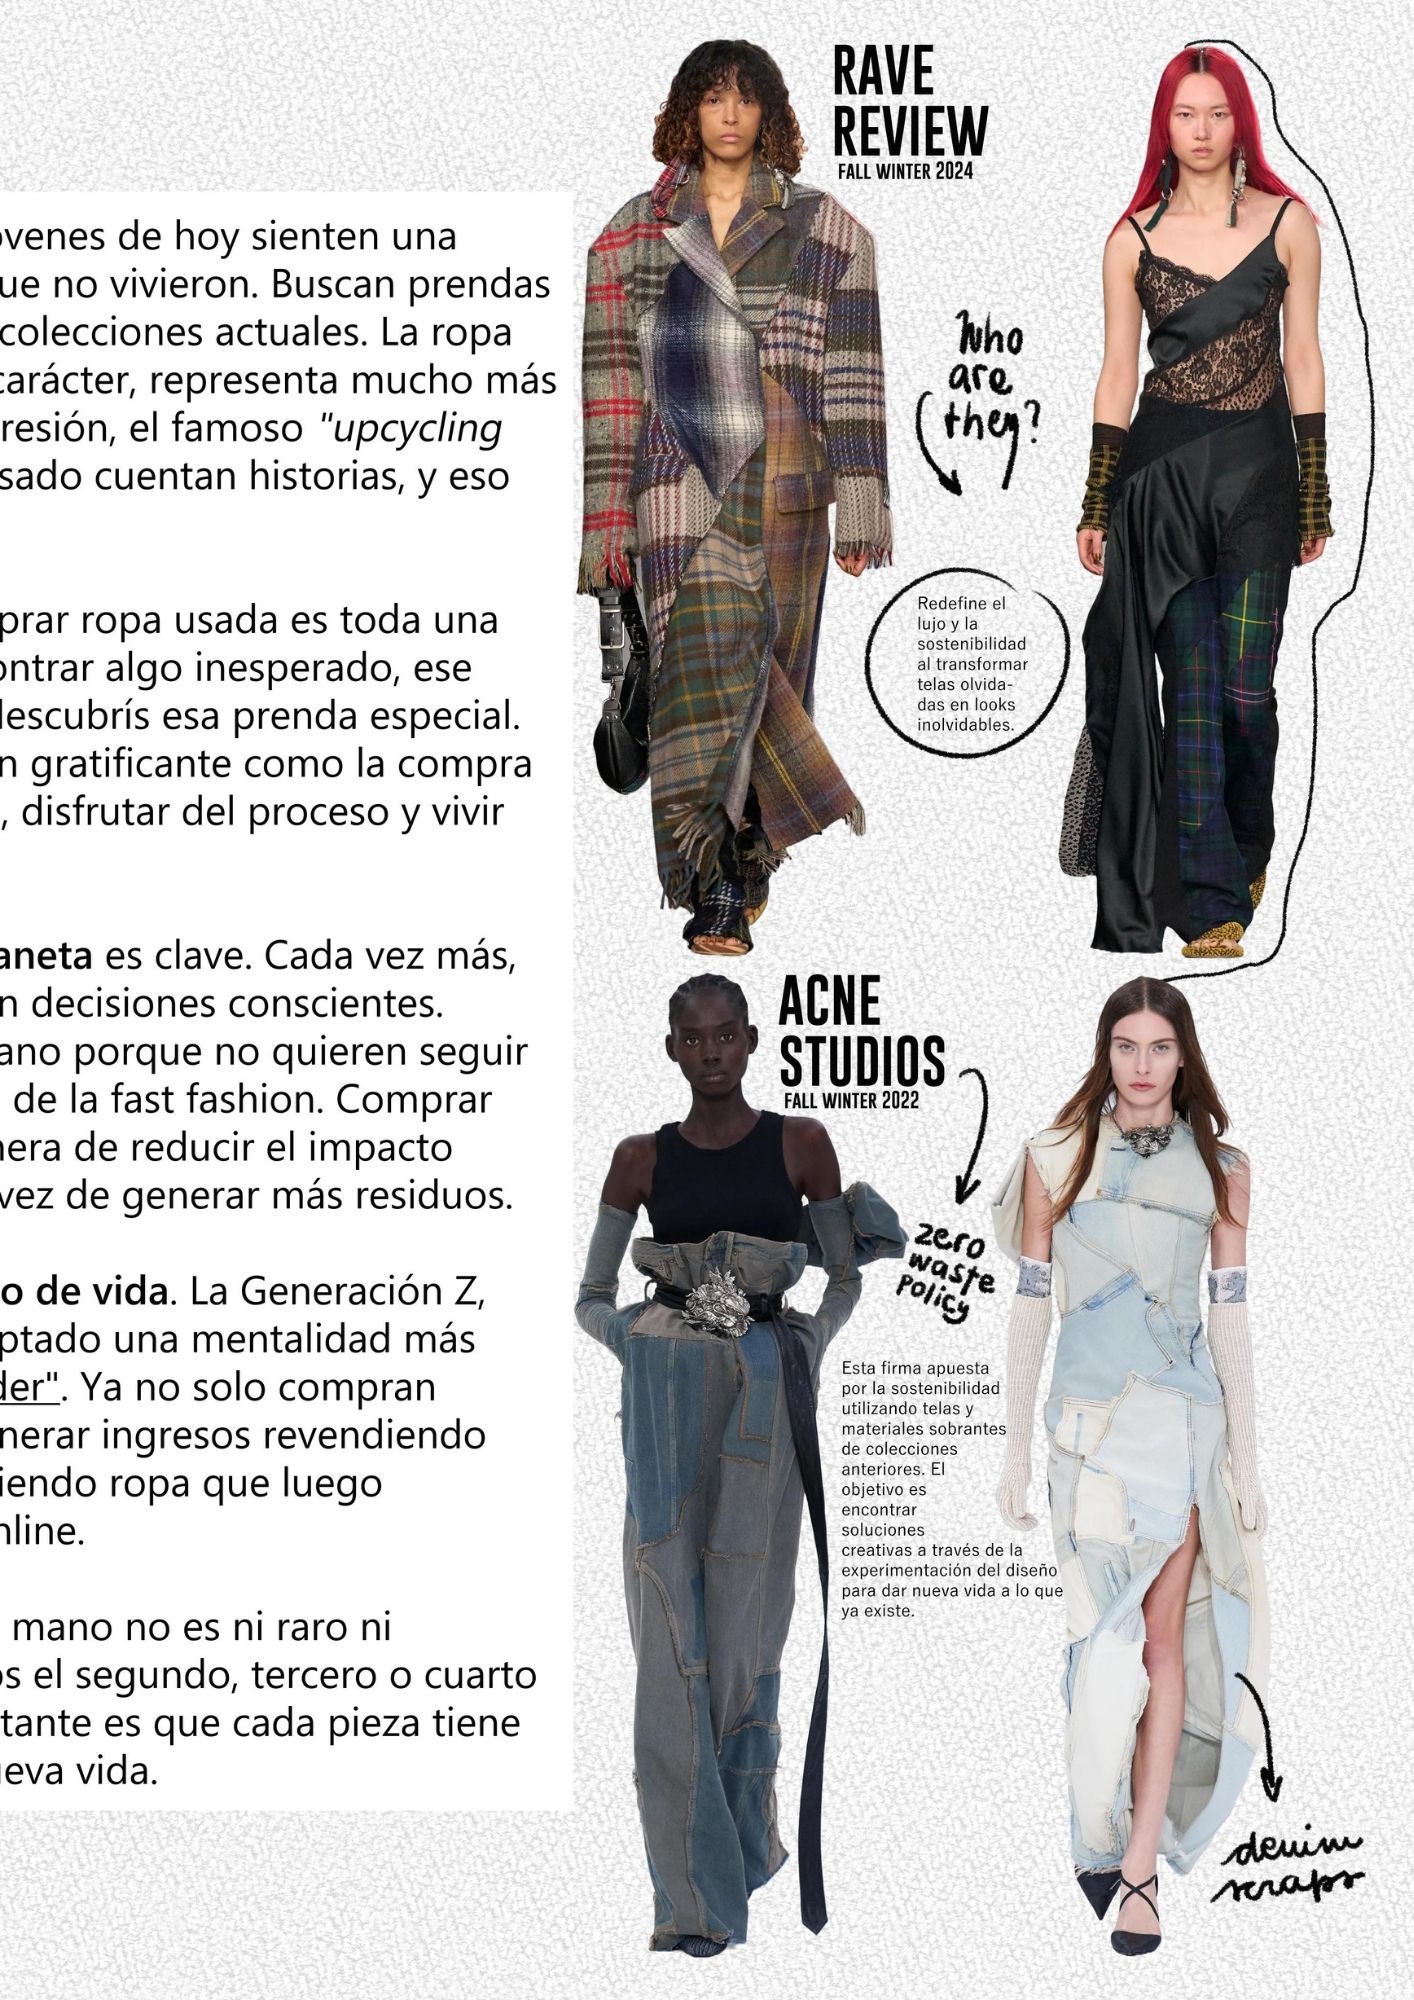 óvenes de hoy sienten una
ue no vivieron. Buscan prendas
colecciones actuales. La ropa
carácter, representa mucho más
resión, el famoso "upcycling
sado cuentan historias, y eso
prar ropa usada es toda una
ontrar algo inesperado, ese
descubrís esa prenda especial.
n gratificante como la compra
, disfrutar del proceso y vivir
aneta es clave. Cada vez más,
n decisiones conscientes.
ano porque no quieren seguir
de la fast fashion. Comprar
nera de reducir el impacto
vez de generar más residuos.
o de vida. La Generación Z,
ptado una mentalidad más
der". Ya no solo compran
nerar ingresos revendiendo
iendo ropa que luego
nline.
mano no es ni raro ni
os el segundo, tercero o cuarto
tante es que cada pieza tiene
ueva vida.
RAVE
REVIEW
FALL WINTER 2024
Who
are
they?
Redefine el
lujo y la
sostenibilidad
al transformar
telas olvida-
das en looks
inolvidables.
ACNE
STUDIOS
FALL WINTER 2022
zero
waste
policy
Esta firma apuesta
por la sostenibilidad
utilizando telas y
materiales sobrantes
de colecciones
anteriores. El
objetivo es
encontrar
soluciones
creativas a través de la
experimentación del diseño
para dar nueva vida a lo que
ya existe.
denim
scraps